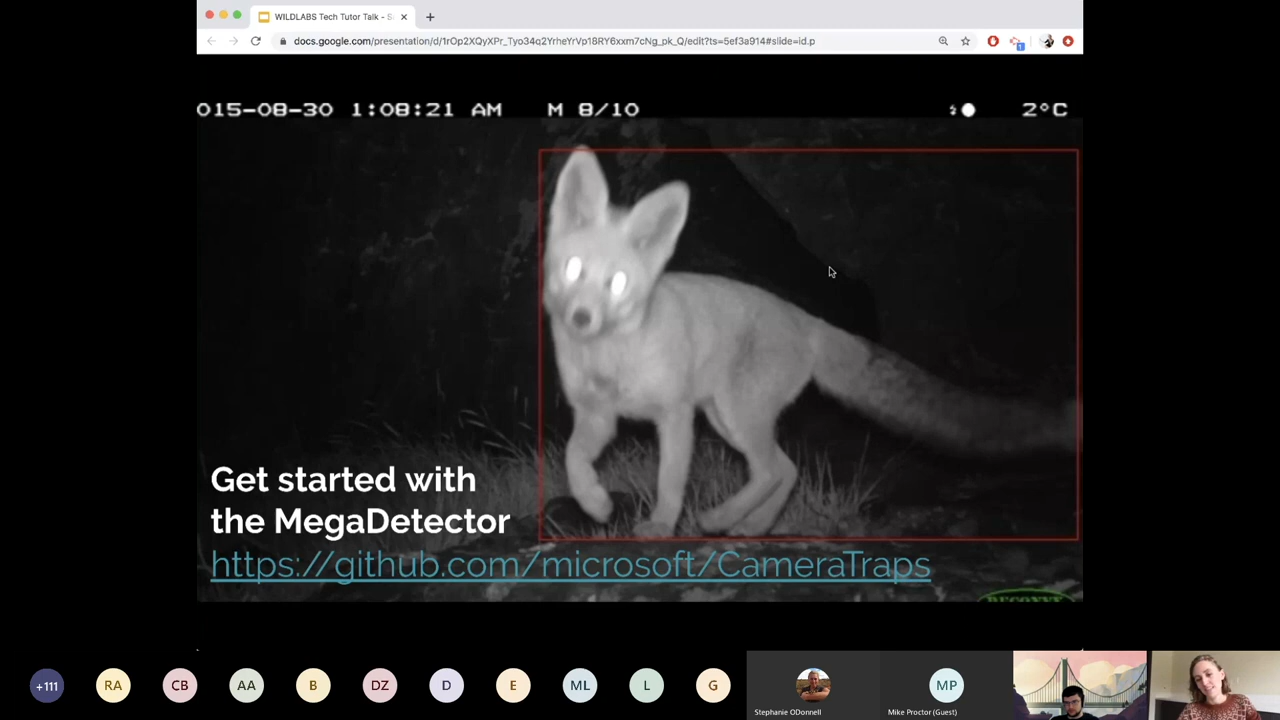 WILDLABS Tech Tutor Talk - S
docs.google.com/presentation/d/1rOp2XQyXPr_Tyo34q2YrheYrVp18RY6xxm7cNg_pk_Q/edit?ts=5ef3a914#slide=id.p
015-08-30 1:08:21 AM M 8/10 2°C
Get started with
the MegaDetector
https://github.com/microsoft/CameraTraps
+111 RA CB AA B DZ D E ML L G MP
Stephanie ODonnell Mike Proctor (Guest)